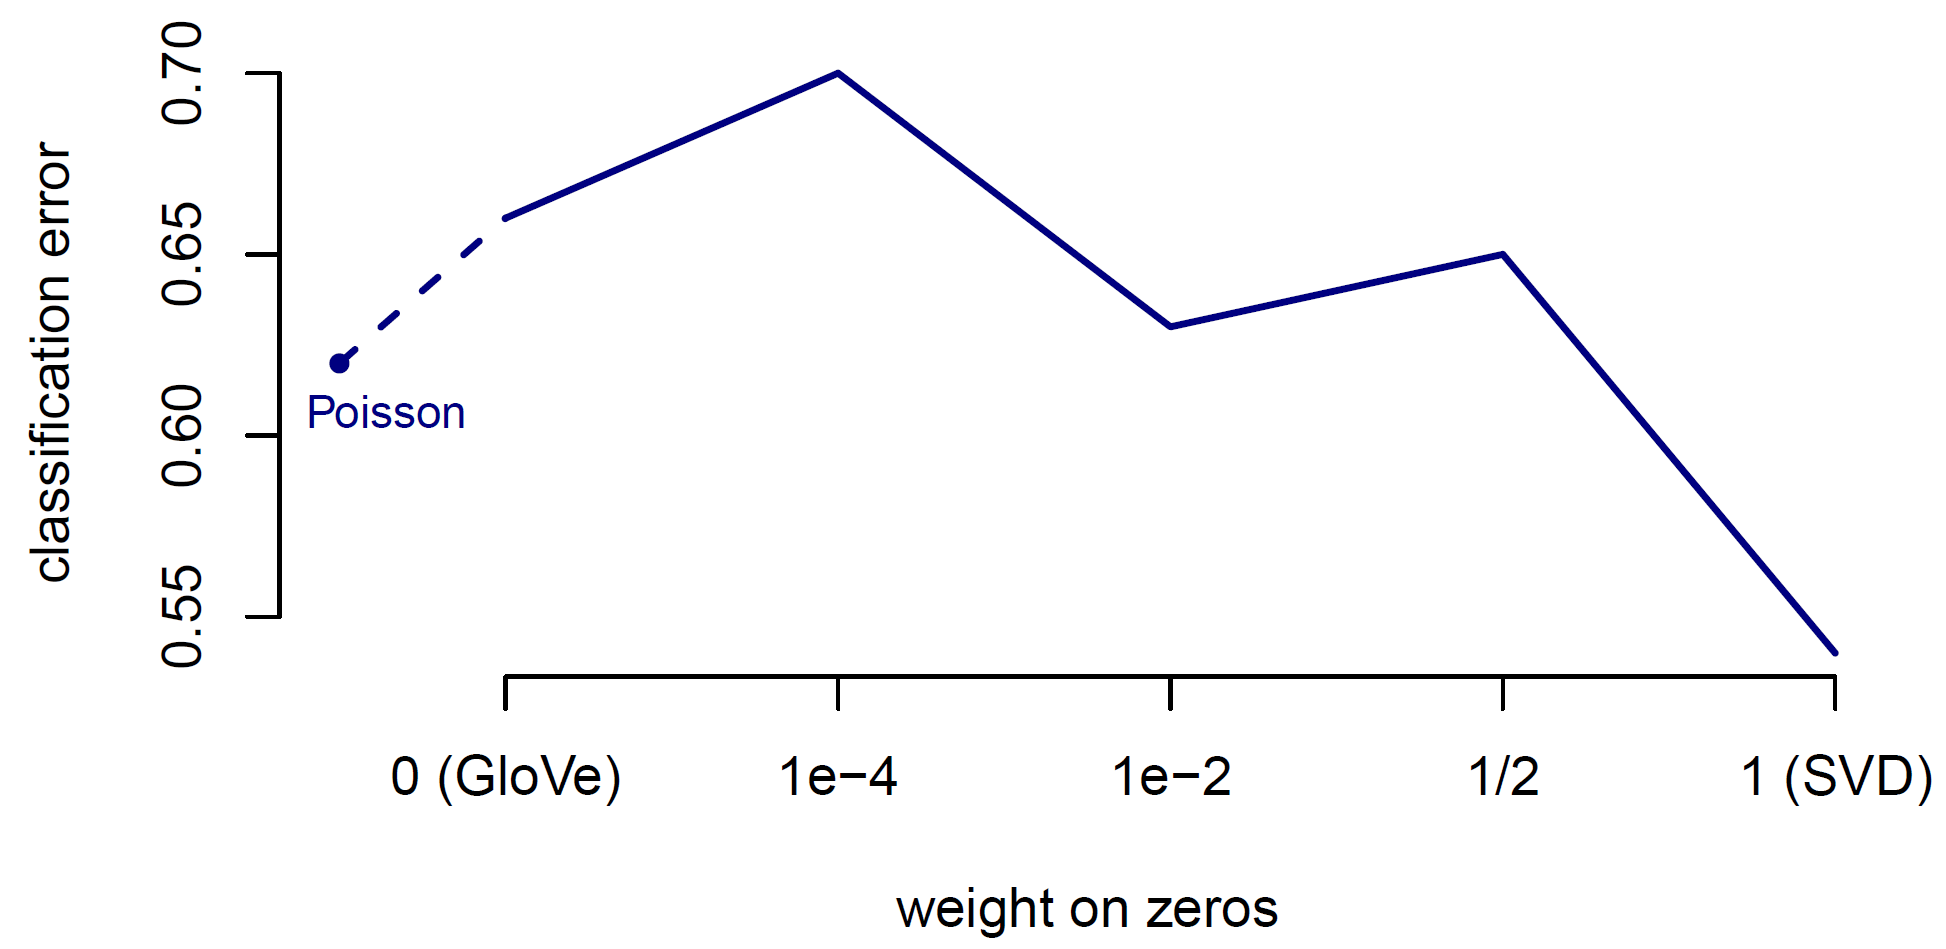 classification error
0.70
0.65
0.60
0.55
Poisson
0 (GloVe)
1e−4
1e−2
1/2
1 (SVD)
weight on zeros